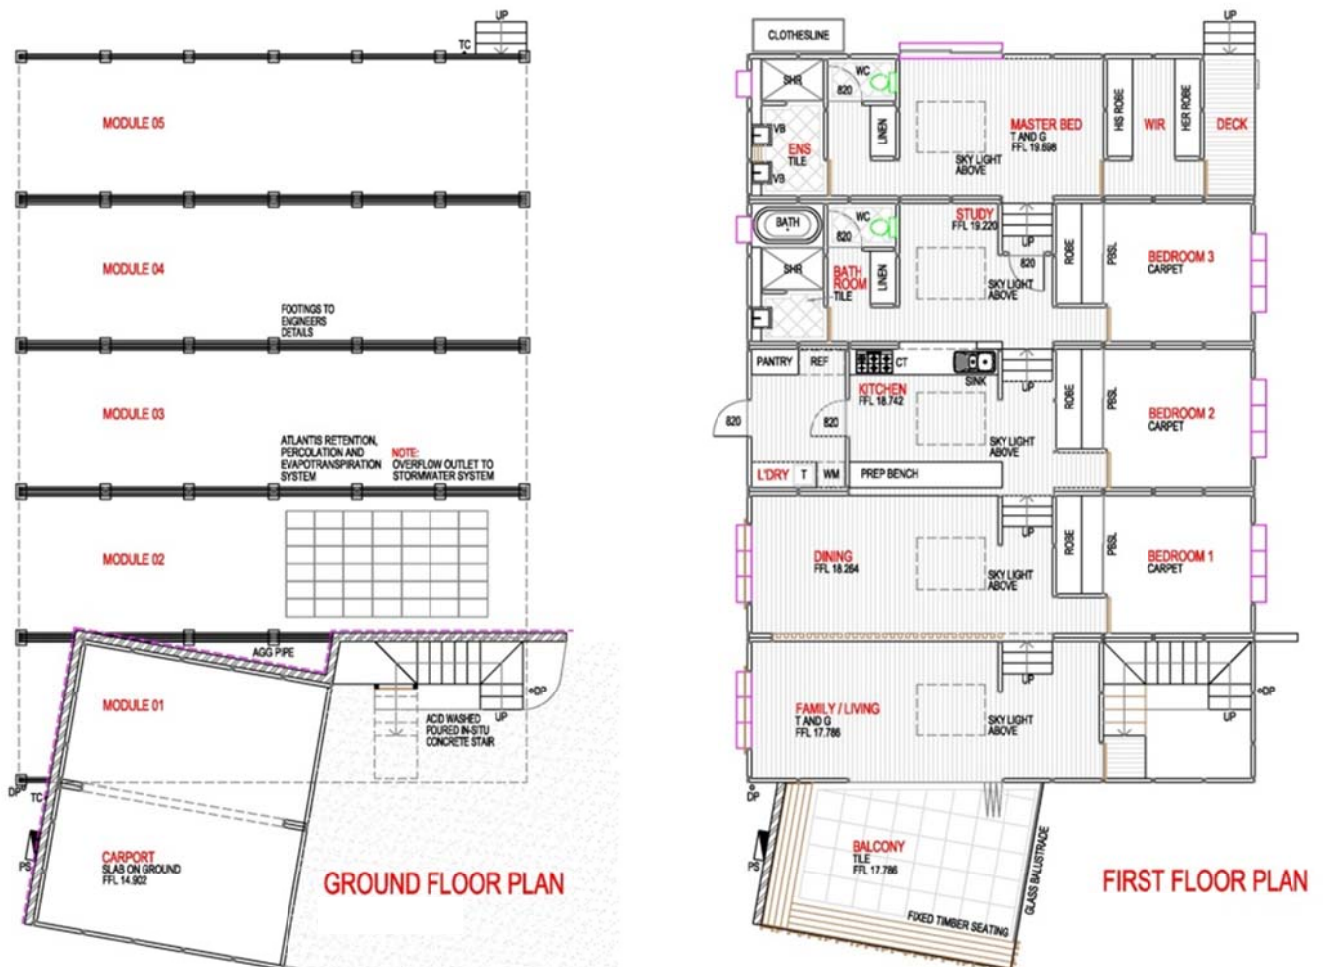 UP
TC
MODULE 05
MODULE 04
FOOTINGS TO
ENGINEERS
DETAILS
MODULE 03
ATLANTIS RETENTION,
PERCOLATION AND
EVAPOTRANSPIRATION
SYSTEM
NOTE:
OVERFLOW OUTLET TO
STORMWATER SYSTEM
MODULE 02
AGG PIPE
MODULE 01
DP
UP
ACID WASHED
POURED IN-SITU
CONCRETE STAIR
DP
TC
PS
CARPORT
SLAB ON GROUND
FFL 14.902
GROUND FLOOR PLAN
CLOTHESLINE
UP
SHR
WC
820
VB
ENS
TILE
VB
LINEN
MASTER BED
T AND G
FFL 19.698
SKY LIGHT
ABOVE
HIS ROBE
WIR
HER ROBE
DECK
BATH
WC
820
STUDY
FFL 19.220
UP
820
SHR
BATH
ROOM
TILE
LINEN
SKY LIGHT
ABOVE
ROBE
PBSL
BEDROOM 3
CARPET
PANTRY
REF
CT
SINK
KITCHEN
FFL 18.742
UP
820
820
SKY LIGHT
ABOVE
ROBE
PBSL
BEDROOM 2
CARPET
L'DRY
T
WM
PREP BENCH
DINING
FFL 18.264
UP
SKY LIGHT
ABOVE
ROBE
PBSL
BEDROOM 1
CARPET
FAMILY / LIVING
T AND G
FFL 17.786
UP
SKY LIGHT
ABOVE
DP
UP
DP
PS
BALCONY
TILE
FFL 17.786
GLASS BALUSTRADE
FIXED TIMBER SEATING
FIRST FLOOR PLAN